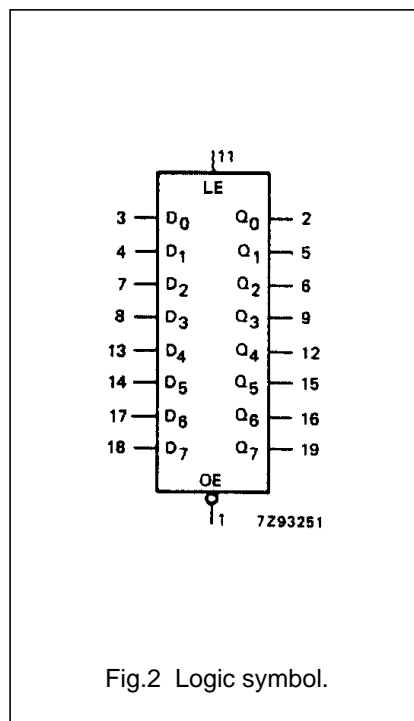 11
LE
3 D0 Q0 2
4 D1 Q1 5
7 D2 Q2 6
8 D3 Q3 9
13 D4 Q4 12
14 D5 Q5 15
17 D6 Q6 16
18 D7 Q7 19
OE
1 7Z93251
Fig.2 Logic symbol.